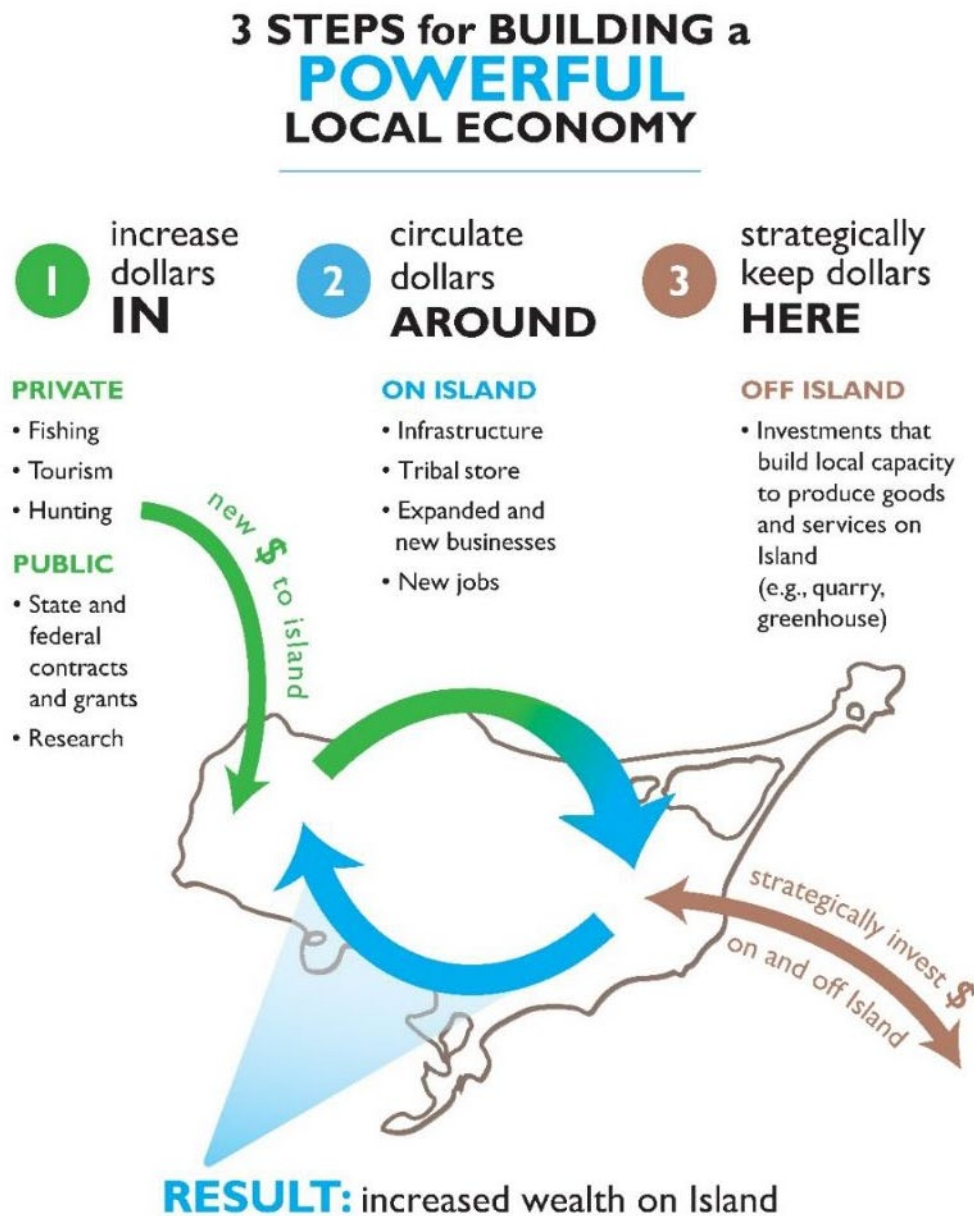 3 STEPS for BUILDING a
POWERFUL
LOCAL ECONOMY
1
increase
dollars
IN
2
circulate
dollars
AROUND
3
strategically
keep dollars
HERE
PRIVATE
• Fishing
• Tourism
• Hunting
PUBLIC
• State and
federal
contracts
and grants
• Research
new $ to island
ON ISLAND
• Infrastructure
• Tribal store
• Expanded and
new businesses
• New jobs
OFF ISLAND
• Investments that
build local capacity
to produce goods
and services on
Island
(e.g., quarry,
greenhouse)
strategically invest $
on and off Island
RESULT: increased wealth on Island